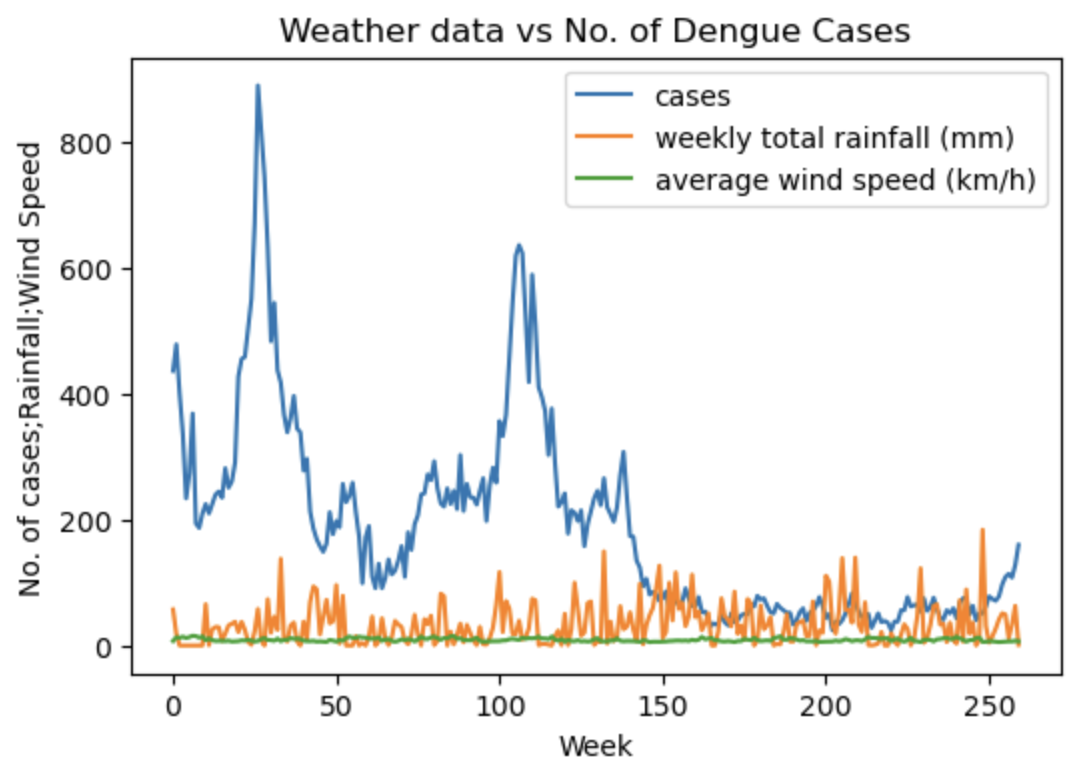 Weather data vs No. of Dengue Cases
cases
weekly total rainfall (mm)
average wind speed (km/h)
No. of cases;Rainfall;Wind Speed
800
600
400
200
0
0 50 100 150 200 250
Week